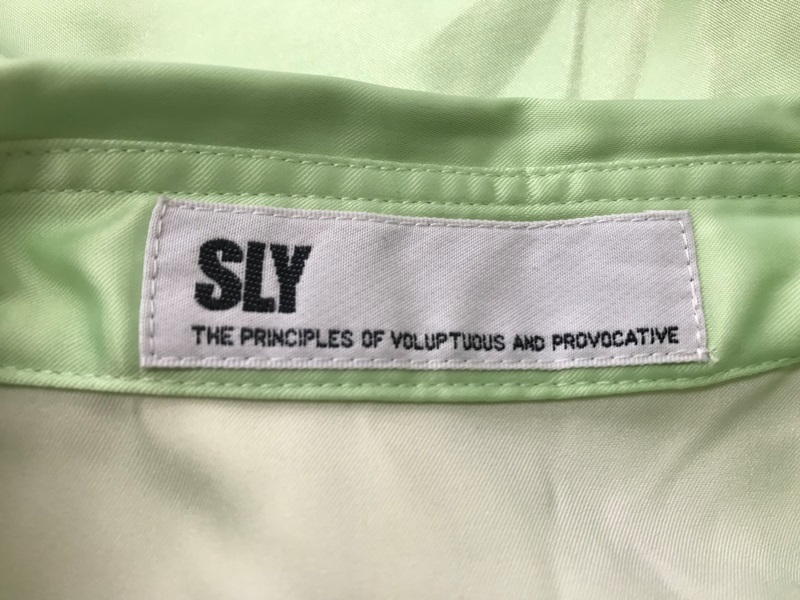 SLY
THE PRINCIPLES OF VOLUPTUOUS AND PROVOCATIVE